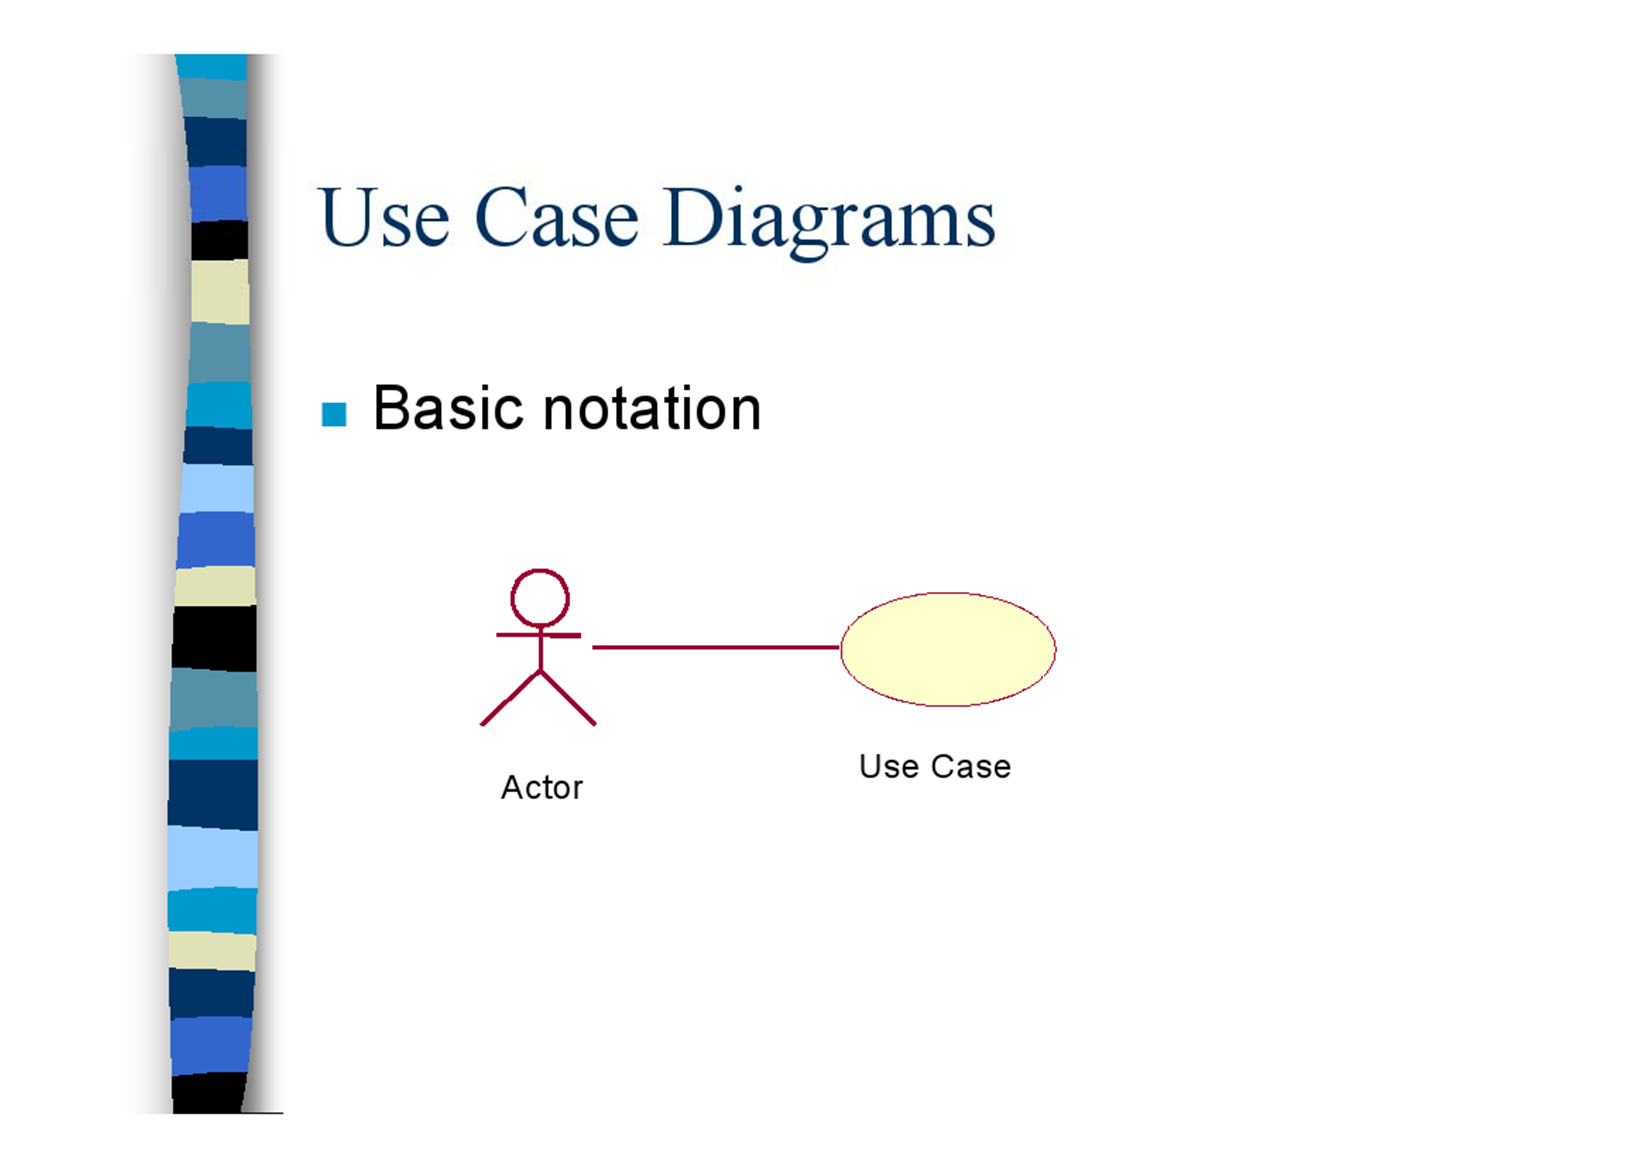 Use Case Diagrams
Basic notation
Use Case
Actor